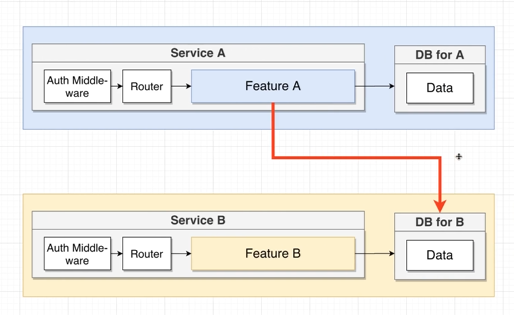 Service A
DB for A
Auth Middle-
ware
Router
Feature A
Data
Service B
DB for B
Auth Middle-
ware
Router
Feature B
Data